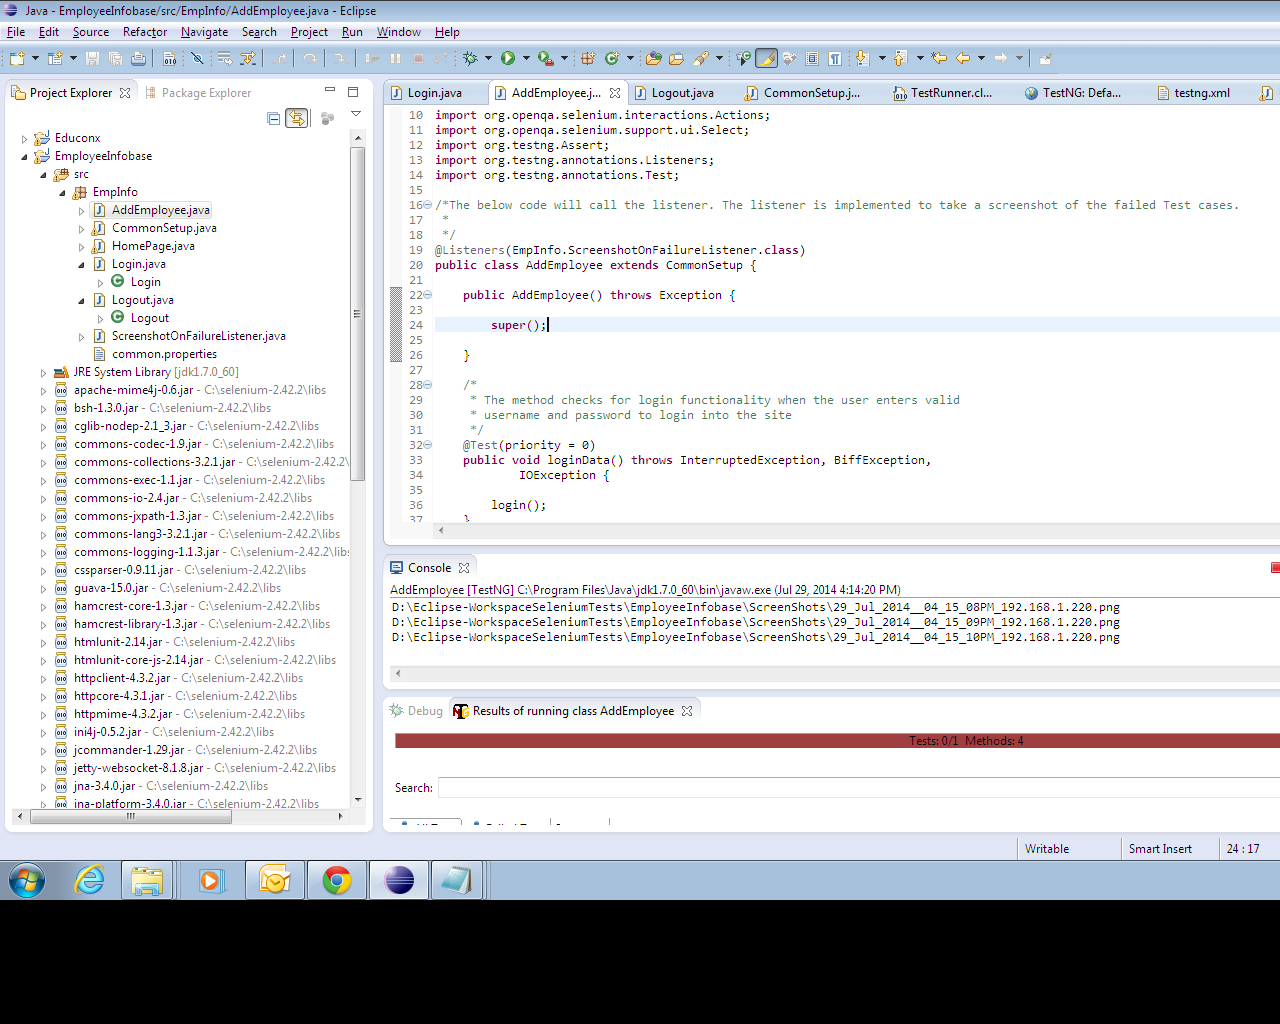 Java - EmployeeInfobase/src/EmpInfo/AddEmployee.java - Eclipse
File Edit Source Refactor Navigate Search Project Run Window Help
Project Explorer Package Explorer
Educonx
EmployeeInfobase
src
EmpInfo
AddEmployee.java
CommonSetup.java
HomePage.java
Login.java
Login
Logout.java
Logout
ScreenshotOnFailureListener.java
common.properties
JRE System Library [jdk1.7.0_60]
apache-mime4j-0.6.jar - C:\selenium-2.42.2\libs
bsh-1.3.0.jar - C:\selenium-2.42.2\libs
cglib-nodep-2.1_3.jar - C:\selenium-2.42.2\libs
commons-codec-1.9.jar - C:\selenium-2.42.2\libs
commons-collections-3.2.1.jar - C:\selenium-2.42.2\
commons-exec-1.1.jar - C:\selenium-2.42.2\libs
commons-io-2.4.jar - C:\selenium-2.42.2\libs
commons-jxpath-1.3.jar - C:\selenium-2.42.2\libs
commons-lang3-3.2.1.jar - C:\selenium-2.42.2\libs
commons-logging-1.1.3.jar - C:\selenium-2.42.2\lib
cssparser-0.9.11.jar - C:\selenium-2.42.2\libs
guava-15.0.jar - C:\selenium-2.42.2\libs
hamcrest-core-1.3.jar - C:\selenium-2.42.2\libs
hamcrest-library-1.3.jar - C:\selenium-2.42.2\libs
htmlunit-2.14.jar - C:\selenium-2.42.2\libs
htmlunit-core-js-2.14.jar - C:\selenium-2.42.2\libs
httpclient-4.3.2.jar - C:\selenium-2.42.2\libs
httpcore-4.3.1.jar - C:\selenium-2.42.2\libs
httpmime-4.3.2.jar - C:\selenium-2.42.2\libs
ini4j-0.5.2.jar - C:\selenium-2.42.2\libs
jcommander-1.29.jar - C:\selenium-2.42.2\libs
jetty-websocket-8.1.8.jar - C:\selenium-2.42.2\libs
jna-3.4.0.jar - C:\selenium-2.42.2\libs
jna-platform-3.4.0.jar - C:\selenium-2.42.2\libs
Login.java AddEmployee.j... Logout.java CommonSetup.j... TestRunner.cl... TestNG: Defa... testng.xml
10 import org.openqa.selenium.interactions.Actions;
11 import org.openqa.selenium.support.ui.Select;
12 import org.testng.Assert;
13 import org.testng.annotations.Listeners;
14 import org.testng.annotations.Test;
15
16 /*The below code will call the listener. The listener is implemented to take a screenshot of the failed Test cases.
17 *
18 */
19 @Listeners(EmpInfo.ScreenshotOnFailureListener.class)
20 public class AddEmployee extends CommonSetup {
21
22 public AddEmployee() throws Exception {
23
24 super();
25
26 }
27
28 /*
29 * The method checks for login functionality when the user enters valid
30 * username and password to login into the site
31 */
32 @Test(priority = 0)
33 public void loginData() throws InterruptedException, BiffException,
34 IOException {
35
36 login();
37 }
Console
AddEmployee [TestNG] C:\Program Files\Java\jdk1.7.0_60\bin\javaw.exe (Jul 29, 2014 4:14:20 PM)
D:\Eclipse-WorkspaceSeleniumTests\EmployeeInfobase\ScreenShots\29_Jul_2014__04_15_08PM_192.168.1.220.png
D:\Eclipse-WorkspaceSeleniumTests\EmployeeInfobase\ScreenShots\29_Jul_2014__04_15_09PM_192.168.1.220.png
D:\Eclipse-WorkspaceSeleniumTests\EmployeeInfobase\ScreenShots\29_Jul_2014__04_15_10PM_192.168.1.220.png
Debug Results of running class AddEmployee
Tests: 0/1 Methods: 4
Search:
Writable Smart Insert 24 : 17